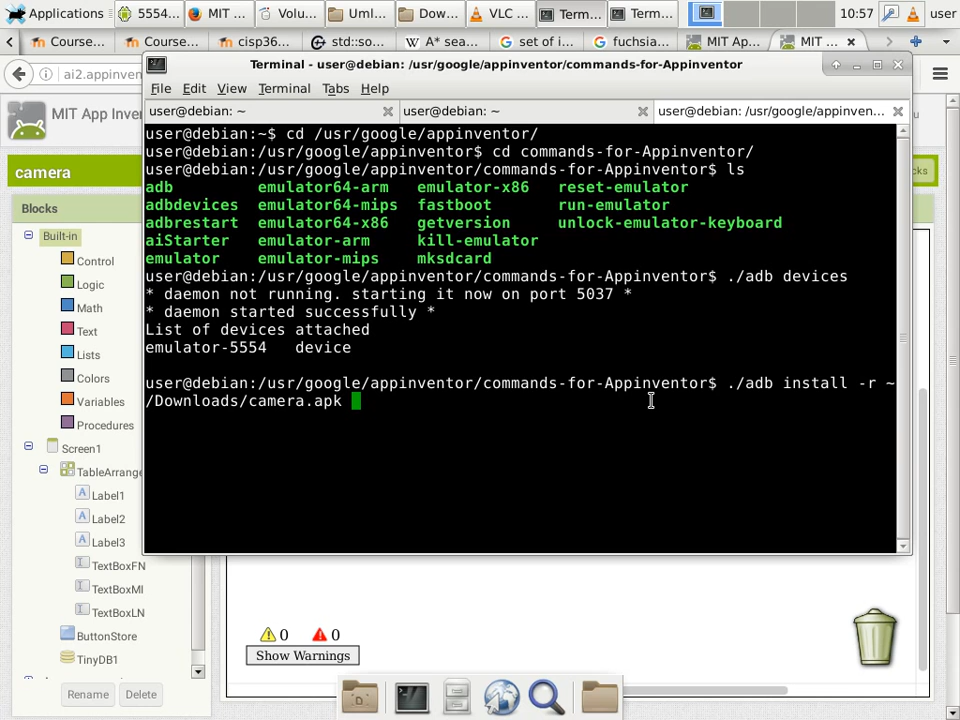 Applications
5554...
MIT ...
Volu...
Uml...
Dow...
VLC ...
Term...
Term...
10:57
user
Course...
Course...
cisp36...
std::so...
A* sea...
set of i...
fuchsia...
MIT Ap...
MIT ...
ai2.appinven
MIT App Inve
Terminal - user@debian: /usr/google/appinventor/commands-for-Appinventor
File Edit View Terminal Tabs Help
user@debian: ~
user@debian: ~
user@debian: /usr/google/appinven...
user@debian:~$ cd /usr/google/appinventor/
user@debian:/usr/google/appinventor$ cd commands-for-Appinventor/
user@debian:/usr/google/appinventor/commands-for-Appinventor$ ls
adb emulator64-arm emulator-x86 reset-emulator
adbdevices emulator64-mips fastboot run-emulator
adbrestart emulator64-x86 getversion unlock-emulator-keyboard
aiStarter emulator-arm kill-emulator
emulator emulator-mips mksdcard
user@debian:/usr/google/appinventor/commands-for-Appinventor$ ./adb devices
* daemon not running. starting it now on port 5037 *
* daemon started successfully *
List of devices attached
emulator-5554 device
user@debian:/usr/google/appinventor/commands-for-Appinventor$ ./adb install -r ~
/Downloads/camera.apk
camera
cks
Blocks
Built-in
Control
Logic
Math
Text
Lists
Colors
Variables
Procedures
Screen1
TableArrang
Label1
Label2
Label3
TextBoxFN
TextBoxMI
TextBoxLN
ButtonStore
TinyDB1
Rename
Delete
0
0
Show Warnings